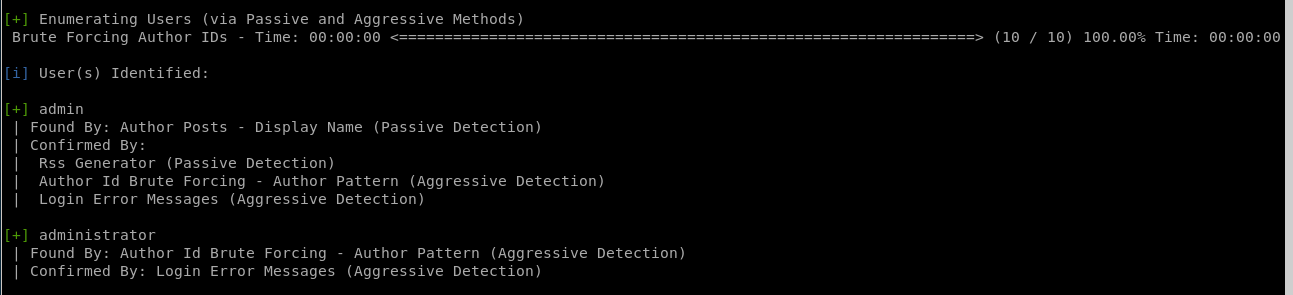 [+] Enumerating Users (via Passive and Aggressive Methods)
Brute Forcing Author IDs - Time: 00:00:00 <================================================================> (10 / 10) 100.00% Time: 00:00:00
[i] User(s) Identified:
[+] admin
| Found By: Author Posts - Display Name (Passive Detection)
| Confirmed By:
|  Rss Generator (Passive Detection)
|  Author Id Brute Forcing - Author Pattern (Aggressive Detection)
|  Login Error Messages (Aggressive Detection)
[+] administrator
| Found By: Author Id Brute Forcing - Author Pattern (Aggressive Detection)
| Confirmed By: Login Error Messages (Aggressive Detection)